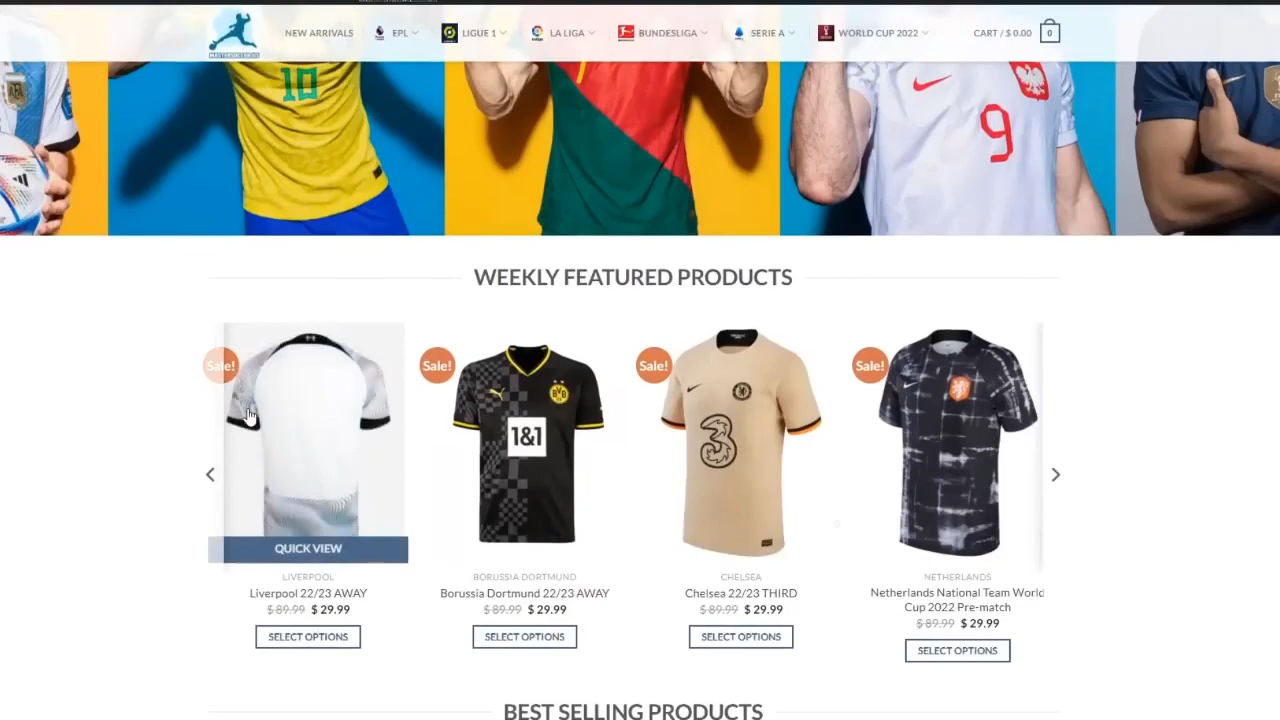 NEW ARRIVALS
EPL
LIGUE 1
LA LIGA
BUNDESLIGA
SERIE A
WORLD CUP 2022
CART / $ 0.00
0
10
9
WEEKLY FEATURED PRODUCTS
Sale!
Sale!
Sale!
Sale!
BVB
1&1
3
QUICK VIEW
LIVERPOOL
Liverpool 22/23 AWAY
$ 89.99 $ 29.99
SELECT OPTIONS
BORUSSIA DORTMUND
Borussia Dortmund 22/23 AWAY
$ 89.99 $ 29.99
SELECT OPTIONS
CHELSEA
Chelsea 22/23 THIRD
$ 89.99 $ 29.99
SELECT OPTIONS
NETHERLANDS
Netherlands National Team World
Cup 2022 Pre-match
$ 89.99 $ 29.99
SELECT OPTIONS
BEST SELLING PRODUCTS